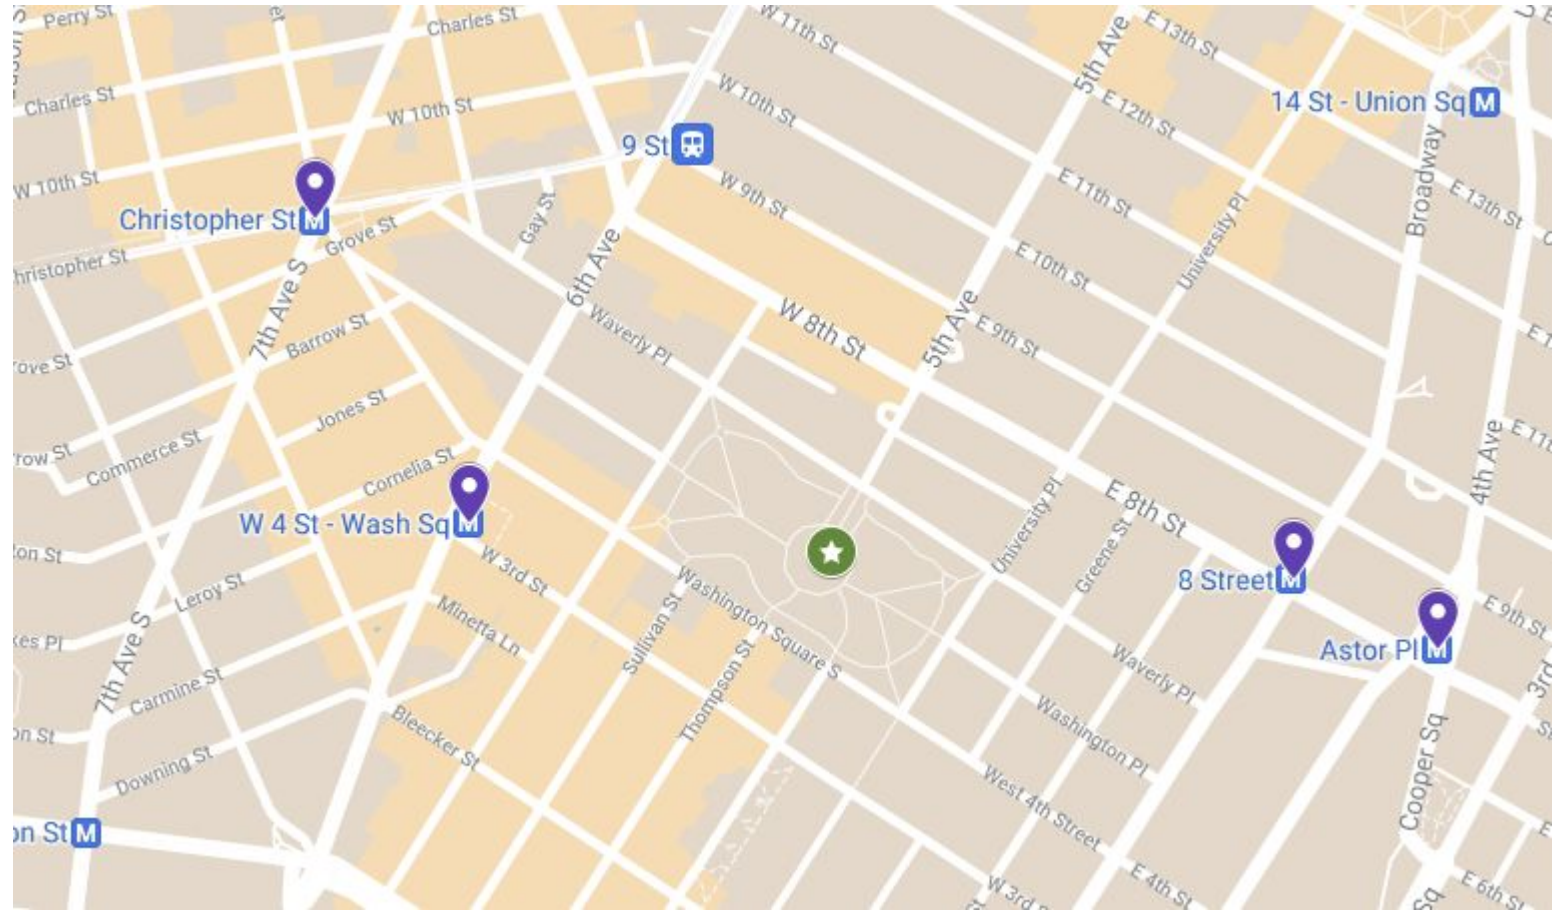 Perry St
Charles St
W 11th St
5th Ave
E 13th St
Charles St
W 10th St
W 10th St
E 12th St
14 St - Union Sq
M
9 St
W 10th St
W 9th St
E 11th St
University Pl
Broadway
E 13th St
Christopher St
M
Gay St
Grove St
6th Ave
E 10th St
7th Ave S
Barrow St
Waverly Pl
W 8th St
5th Ave
E 9th St
Jones St
Commerce St
Cornelia St
4th Ave
W 4 St - Wash Sq
M
W 3rd St
University Pl
E 8th St
Greene St
8 Street
M
Leroy St
Minetta Ln
Washington Square S
Sullivan St
Thompson St
E 9th St
Astor Pl
M
7th Ave S
Carmine St
Waverly Pl
Washington Pl
Bleecker St
Downing St
West 4th Street
Cooper Sq
M
W 3rd
E 4th St
E 6th St
Sq